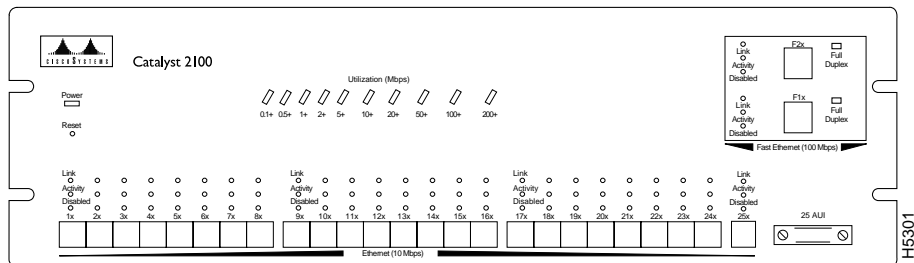 CISCO SYSTEMS
Catalyst 2100
Power
Reset
Utilization (Mbps)
0.1+ 0.5+ 1+ 2+ 5+ 10+ 20+ 50+ 100+ 200+
Link
Activity
Disabled
F2x
Full
Duplex
Link
Activity
Disabled
F1x
Full
Duplex
Fast Ethernet (100 Mbps)
Link
Activity
Disabled
1x 2x 3x 4x 5x 6x 7x 8x
Link
Activity
Disabled
9x 10x 11x 12x 13x 14x 15x 16x
Link
Activity
Disabled
17x 18x 19x 20x 21x 22x 23x 24x
Link
Activity
Disabled
25x
25 AUI
Ethernet (10 Mbps)
H5301